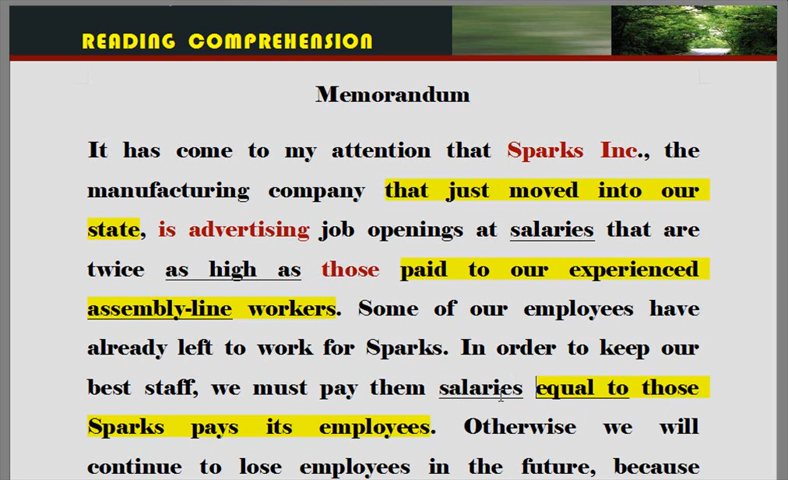 READING COMPREHENSION
Memorandum
It has come to my attention that Sparks Inc., the
manufacturing company that just moved into our
state, is advertising job openings at salaries that are
twice as high as those paid to our experienced
assembly-line workers. Some of our employees have
already left to work for Sparks. In order to keep our
best staff, we must pay them salaries equal to those
Sparks pays its employees. Otherwise we will
continue to lose employees in the future, because